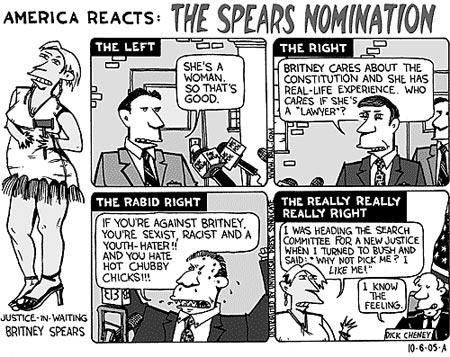 AMERICA REACTS: THE SPEARS NOMINATION
THE LEFT
SHE'S A
WOMAN.
SO THAT'S
GOOD.
THE RIGHT
BRITNEY CARES ABOUT THE
CONSTITUTION AND SHE HAS
REAL-LIFE EXPERIENCE. WHO
CARES IF SHE'S
A "LAWYER"?
THE RABID RIGHT
IF YOU'RE AGAINST BRITNEY,
YOU'RE SEXIST, RACIST AND A
YOUTH-HATER!!
AND YOU HATE
HOT CHUBBY
CHICKS!!!
THE REALLY REALLY
REALLY RIGHT
I WAS HEADING THE SEARCH
COMMITTEE FOR A NEW JUSTICE
WHEN I TURNED TO BUSH AND
SAID: "WHY NOT PICK ME? I
LIKE ME!"
I KNOW
THE
FEELING.
DICK CHENEY
JUSTICE-IN-WAITING
BRITNEY SPEARS
10-6-05-A